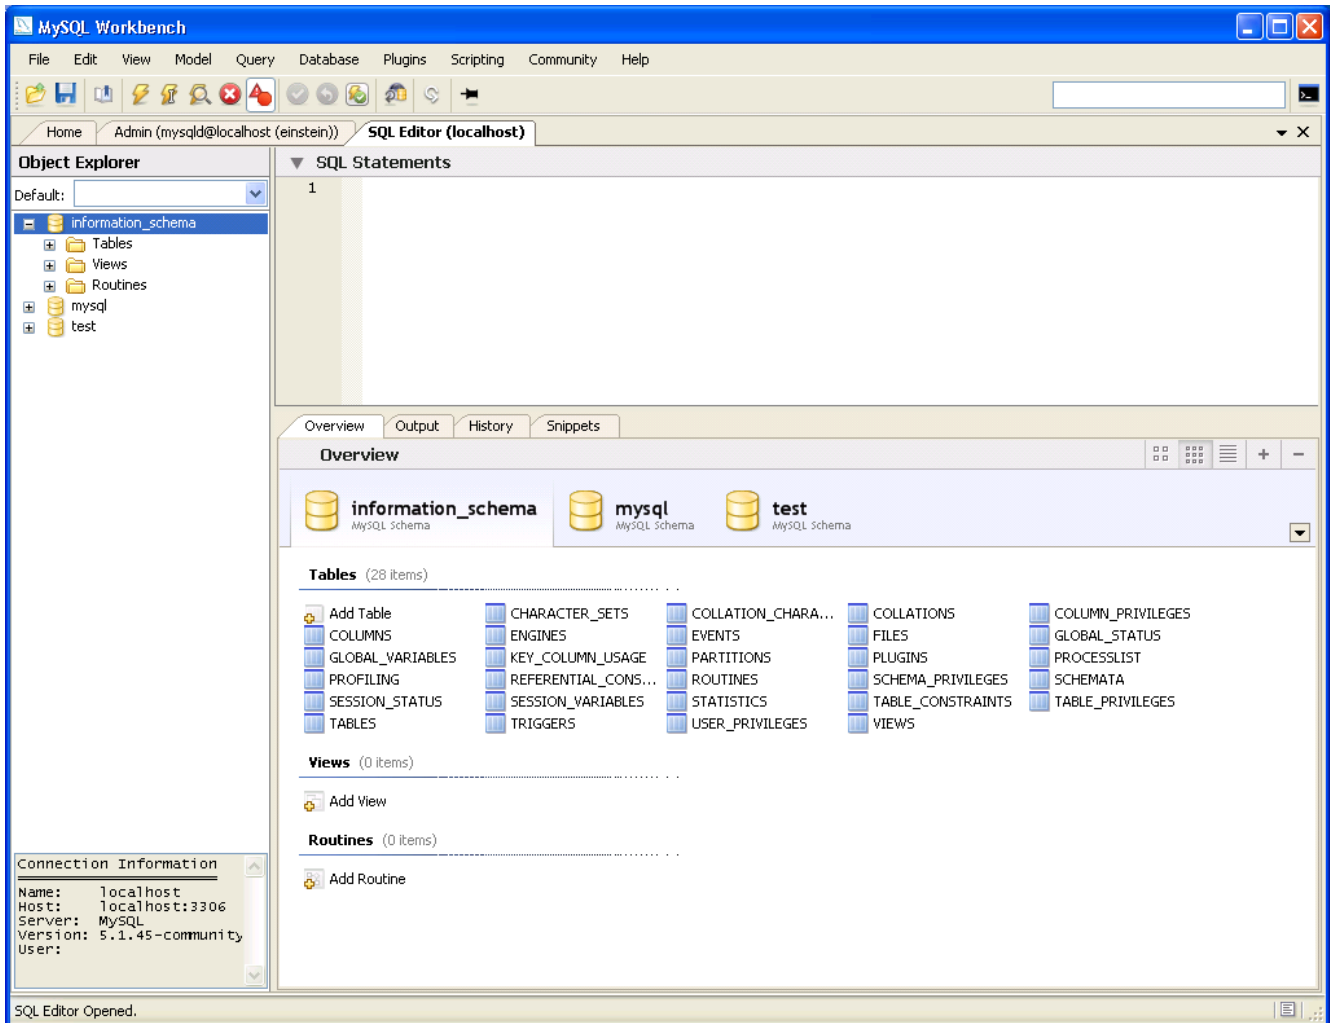 MySQL Workbench
File Edit View Model Query Database Plugins Scripting Community Help
Home Admin (mysqld@localhost (einstein)) SQL Editor (localhost)
Object Explorer
Default:
information_schema
Tables
Views
Routines
mysql
test
SQL Statements
1
Overview Output History Snippets
Overview
information_schema
MySQL Schema
mysql
MySQL Schema
test
MySQL Schema
Tables (28 items)
Add Table CHARACTER_SETS COLLATION_CHARA... COLLATIONS COLUMN_PRIVILEGES
COLUMNS ENGINES EVENTS FILES GLOBAL_STATUS
GLOBAL_VARIABLES KEY_COLUMN_USAGE PARTITIONS PLUGINS PROCESSLIST
PROFILING REFERENTIAL_CONS... ROUTINES SCHEMA_PRIVILEGES SCHEMATA
SESSION_STATUS SESSION_VARIABLES STATISTICS TABLE_CONSTRAINTS TABLE_PRIVILEGES
TABLES TRIGGERS USER_PRIVILEGES VIEWS
Views (0 items)
Add View
Routines (0 items)
Add Routine
Connection Information
Name: localhost
Host: localhost:3306
Server: MySQL
Version: 5.1.45-community
User:
SQL Editor Opened.